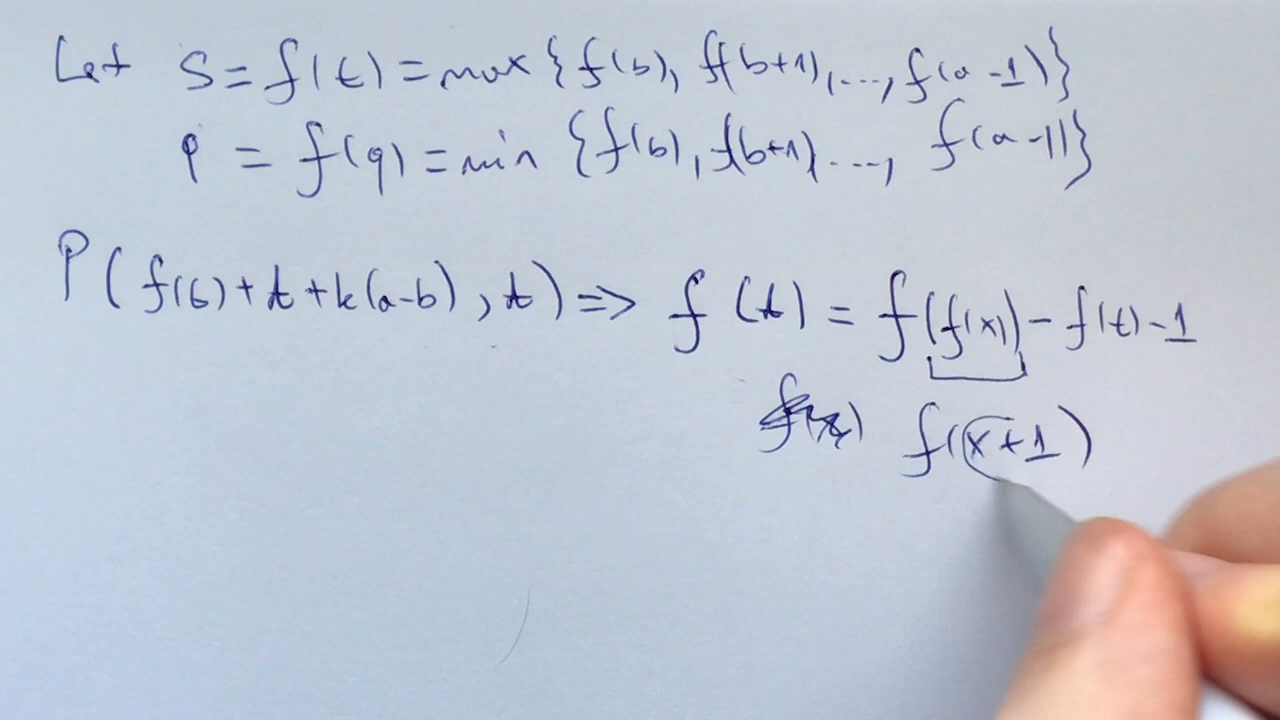 Let S = f(t) = max {f(b), f(b+1), ..., f(a-1)}
q = f(q) = min {f(b), f(b+1) ..., f(a-1)}
P(f(b)+t+k(a-b), t) => f(t) = f(f(x)) - f(t) - 1
f(x+1)